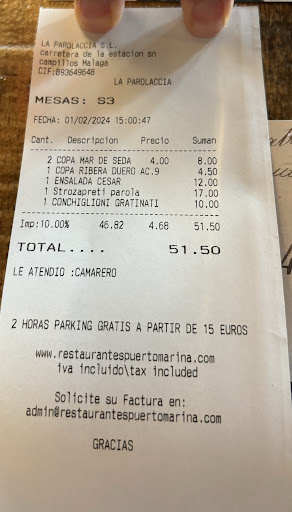 LA PAROLACCIA S.L.
carretera de la estacion sn
campillos Malaga
CIF:B93649648
LA PAROLACCIA
MESAS: S3
FECHA: 01/02/2024 15:00:47
Cant. Descripcion Precio Suman
2 COPA MAR DE SEDA 4.00 8.00
1 COPA RIBERA DUERO AC.9 4.50
1 ENSALADA CESAR 12.00
1 Strozapreti parola 17.00
1 CONCHIGLIONI GRATINATI 10.00
Imp:10.00% 46.82 4.68 51.50
TOTAL.... 51.50
LE ATENDIO :CAMARERO
2 HORAS PARKING GRATIS A PARTIR DE 15 EUROS
www.restaurantespuertomarina.com
iva incluido\tax included
Solicite su Factura en:
admin@restaurantespuertomarina.com
GRACIAS